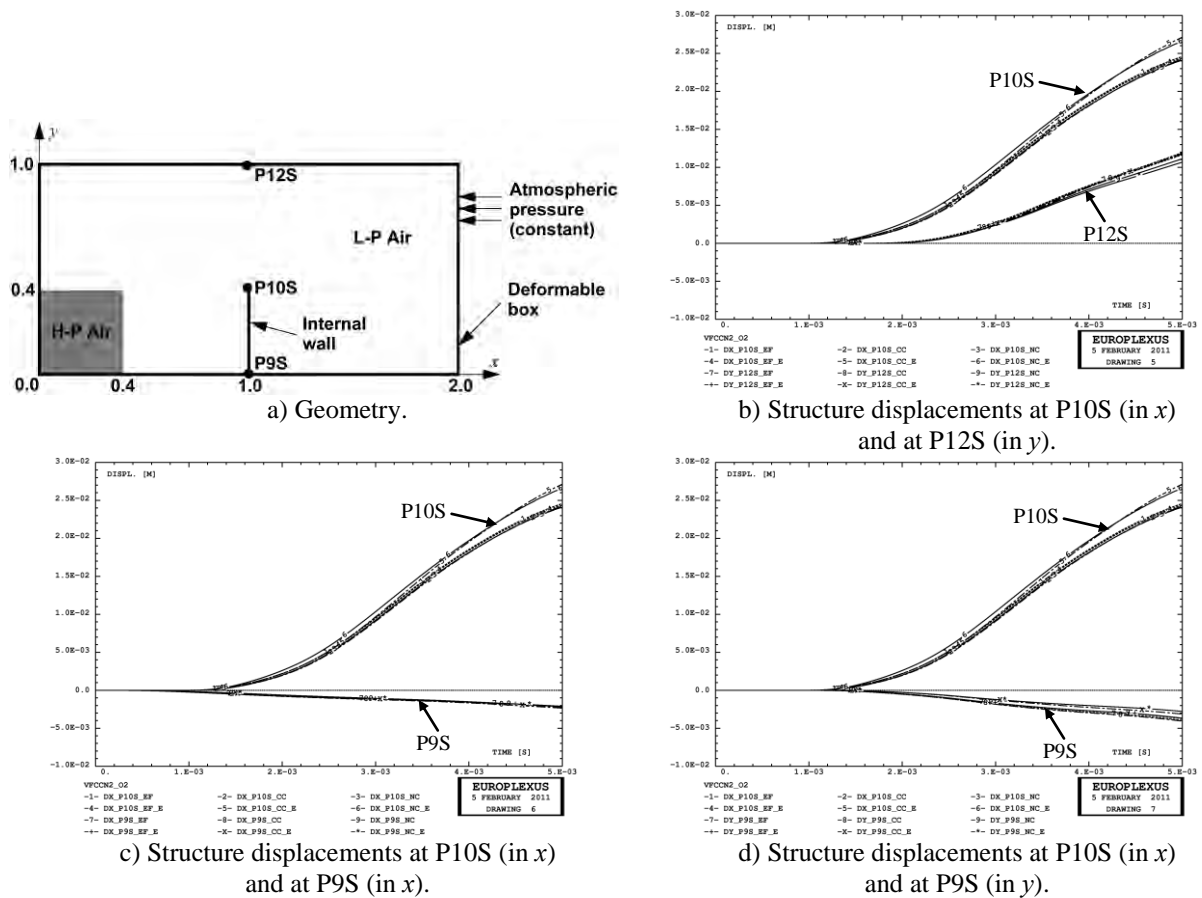 y
1.0
P12S
Atmospheric
pressure
(constant)
L-P Air
0.4
P10S
Deformable
box
H-P Air
Internal
wall
P9S
x
0.0
0.4
1.0
2.0
a) Geometry.
3.0E-02
DISPL. [M]
2.5E-02
P10S
2.0E-02
1.5E-02
1.0E-02
5.0E-03
P12S
0.0
-5.0E-03
TIME [S]
-1.0E-02
0. 1.E-03 2.E-03 3.E-03 4.E-03 5.E-03
VFCCN2_O2
EUROPLEXUS
5 FEBRUARY 2011
DRAWING 5
-1- DX_P10S_EF -2- DX_P10S_CC -3- DX_P10S_NC
-4- DX_P10S_EF_E -5- DX_P10S_CC_E -6- DX_P10S_NC_E
-7- DY_P12S_EF -8- DY_P12S_CC -9- DY_P12S_NC
-+- DY_P12S_EF_E -X- DY_P12S_CC_E -*- DY_P12S_NC_E
b) Structure displacements at P10S (in x)
and at P12S (in y).
3.0E-02
DISPL. [M]
2.5E-02
P10S
2.0E-02
1.5E-02
1.0E-02
5.0E-03
0.0
P9S
-5.0E-03
TIME [S]
-1.0E-02
0. 1.E-03 2.E-03 3.E-03 4.E-03 5.E-03
VFCCN2_O2
EUROPLEXUS
5 FEBRUARY 2011
DRAWING 6
-1- DX_P10S_EF -2- DX_P10S_CC -3- DX_P10S_NC
-4- DX_P10S_EF_E -5- DX_P10S_CC_E -6- DX_P10S_NC_E
-7- DX_P9S_EF -8- DX_P9S_CC -9- DX_P9S_NC
-+- DX_P9S_EF_E -X- DX_P9S_CC_E -*- DX_P9S_NC_E
c) Structure displacements at P10S (in x)
and at P9S (in x).
3.0E-02
DISPL. [M]
2.5E-02
P10S
2.0E-02
1.5E-02
1.0E-02
5.0E-03
0.0
P9S
-5.0E-03
TIME [S]
-1.0E-02
0. 1.E-03 2.E-03 3.E-03 4.E-03 5.E-03
VFCCN2_O2
EUROPLEXUS
5 FEBRUARY 2011
DRAWING 7
-1- DX_P10S_EF -2- DX_P10S_CC -3- DX_P10S_NC
-4- DX_P10S_EF_E -5- DX_P10S_CC_E -6- DX_P10S_NC_E
-7- DY_P9S_EF -8- DY_P9S_CC -9- DY_P9S_NC
-+- DY_P9S_EF_E -X- DY_P9S_CC_E -*- DY_P9S_NC_E
d) Structure displacements at P10S (in x)
and at P9S (in y).